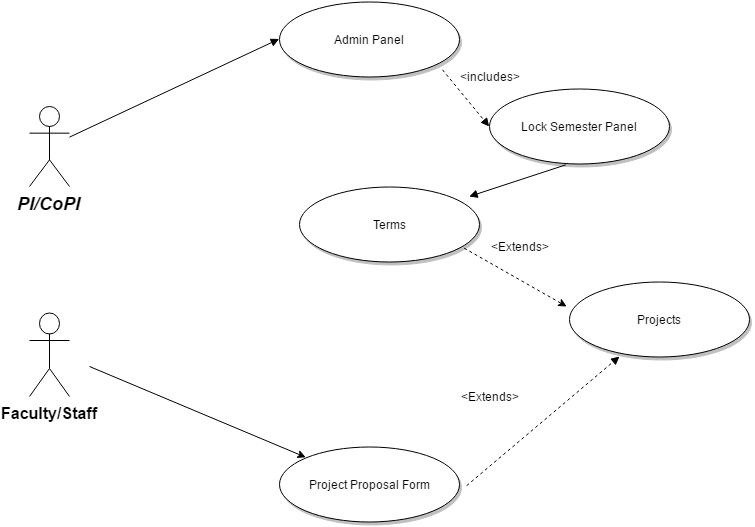 Admin Panel
<includes>
Lock Semester Panel
PI/CoPI
Terms
<Extends>
Projects
Faculty/Staff
<Extends>
Project Proposal Form